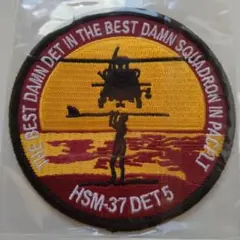 THE BEST DAMN DET IN THE BEST DAMN SQUADRON IN PACFLT
HSM-37 DET 5